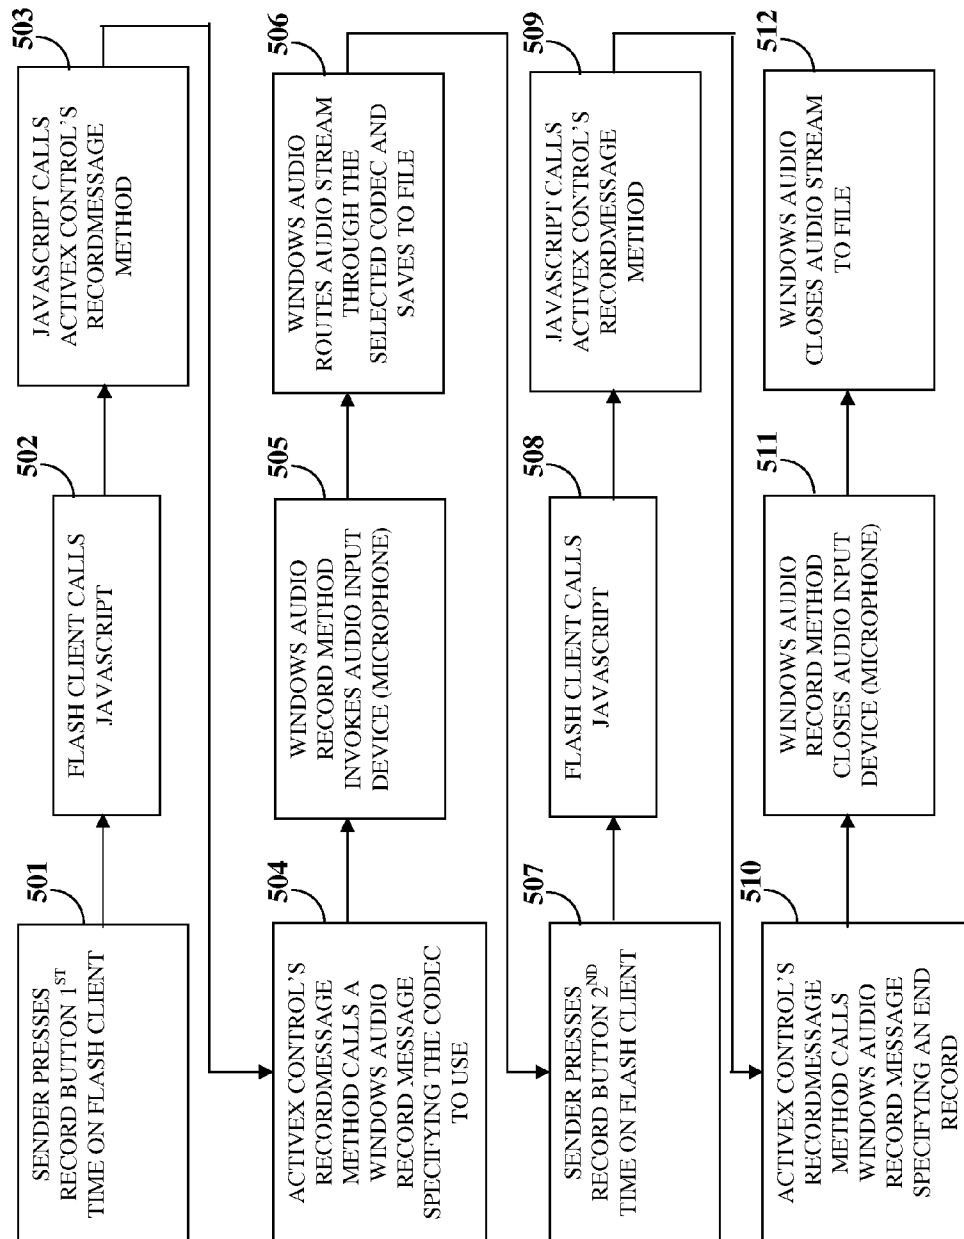 501
SENDER PRESSES
RECORD BUTTON 1ST
TIME ON FLASH CLIENT
502
FLASH CLIENT CALLS
JAVASCRIPT
503
JAVASCRIPT CALLS
ACTIVEX CONTROL'S
RECORDMESSAGE
METHOD
504
ACTIVEX CONTROL'S
RECORDMESSAGE
METHOD CALLS A
WINDOWS AUDIO
RECORD MESSAGE
SPECIFYING THE CODEC
TO USE
505
WINDOWS AUDIO
RECORD METHOD
INVOKES AUDIO INPUT
DEVICE (MICROPHONE)
506
WINDOWS AUDIO
ROUTES AUDIO STREAM
THROUGH THE
SELECTED CODEC AND
SAVES TO FILE
507
SENDER PRESSES
RECORD BUTTON 2ND
TIME ON FLASH CLIENT
508
FLASH CLIENT CALLS
JAVASCRIPT
509
JAVASCRIPT CALLS
ACTIVEX CONTROL'S
RECORDMESSAGE
METHOD
510
ACTIVEX CONTROL'S
RECORDMESSAGE
METHOD CALLS
WINDOWS AUDIO
RECORD MESSAGE
SPECIFYING AN END
RECORD
511
WINDOWS AUDIO
RECORD METHOD
CLOSES AUDIO INPUT
DEVICE (MICROPHONE)
512
WINDOWS AUDIO
CLOSES AUDIO STREAM
TO FILE